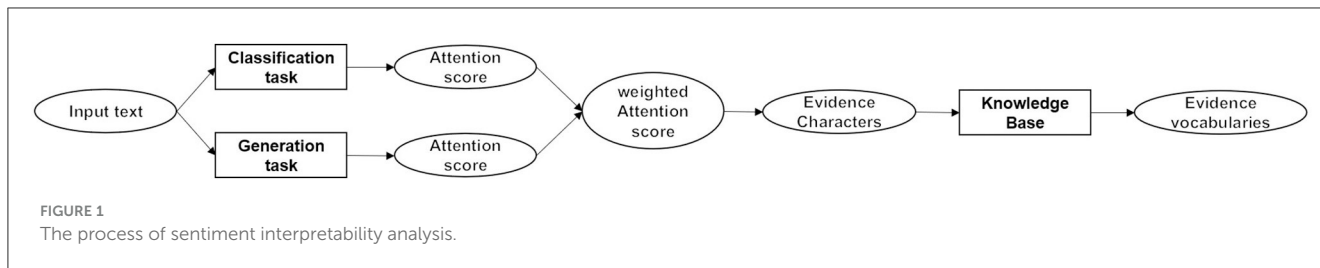 Input text
Classification
task
Generation
task
Attention
score
Attention
score
weighted
Attention
score
Evidence
Characters
Knowledge
Base
Evidence
vocabularies
FIGURE 1
The process of sentiment interpretability analysis.